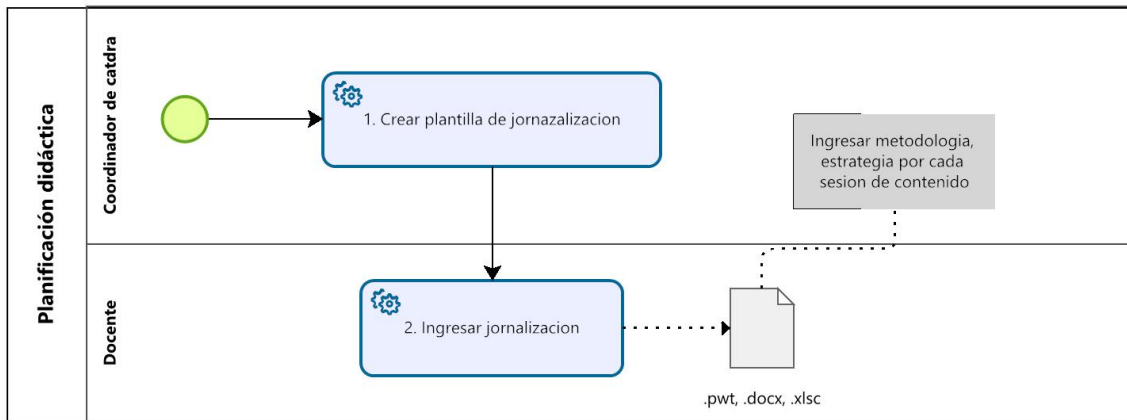 Planificación didáctica
Coordinador de catdra
1. Crear plantilla de jornazalizacion
Ingresar metodologia,
estrategia por cada
sesion de contenido
Docente
2. Ingresar jornalizacion
.pwt, .docx, .xlsc